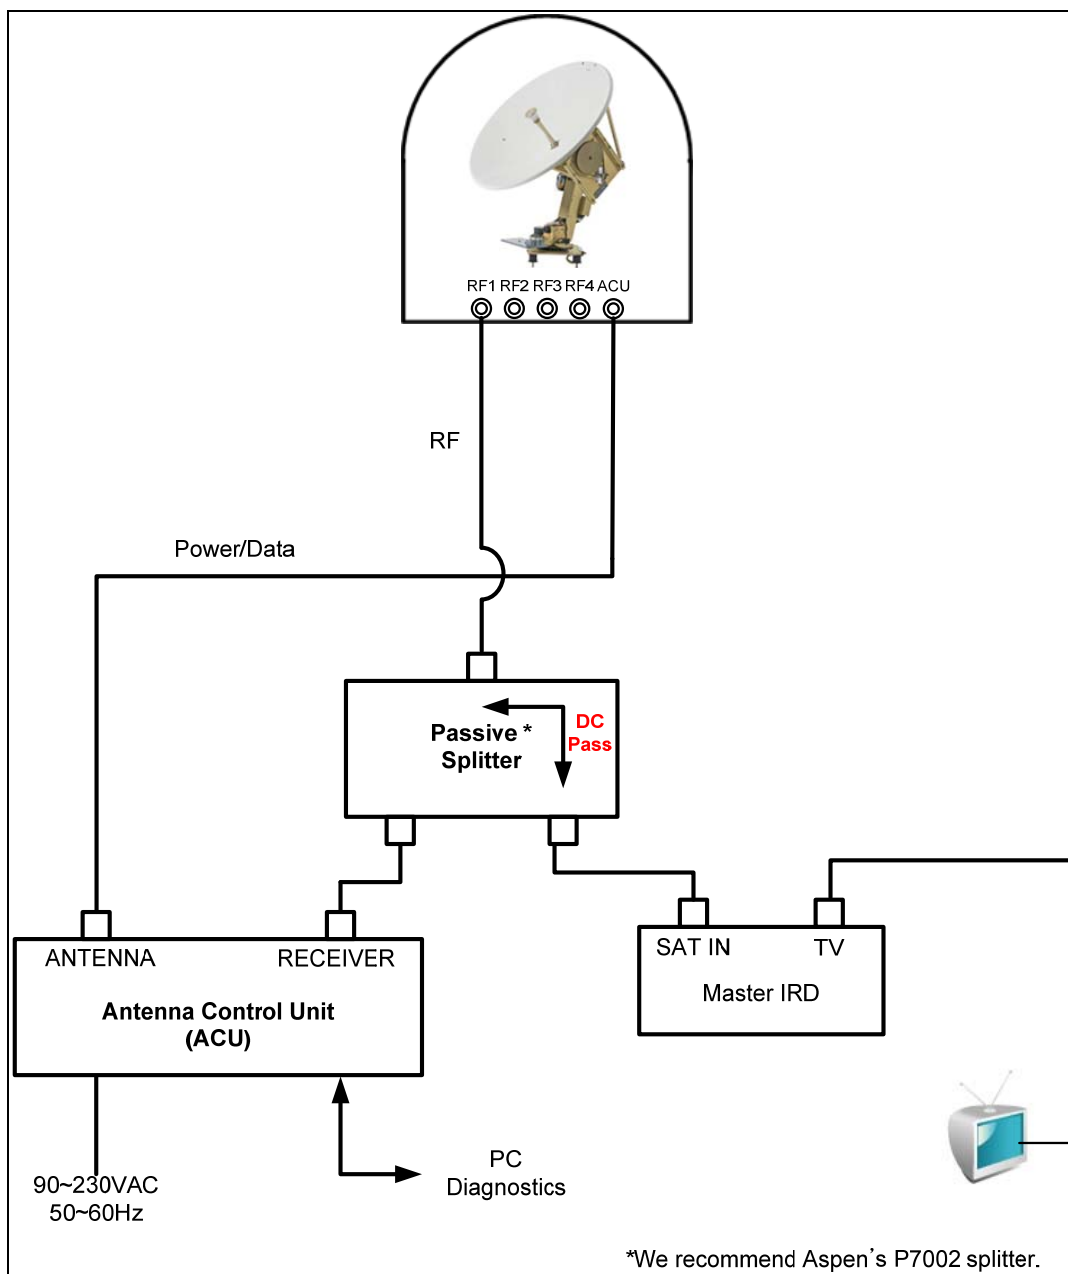 RF1 RF2 RF3 RF4 ACU
RF
Power/Data
Passive *
Splitter
DC
Pass
ANTENNA
RECEIVER
Antenna Control Unit
(ACU)
SAT IN
TV
Master IRD
90~230VAC
50~60Hz
PC
Diagnostics
*We recommend Aspen's P7002 splitter.